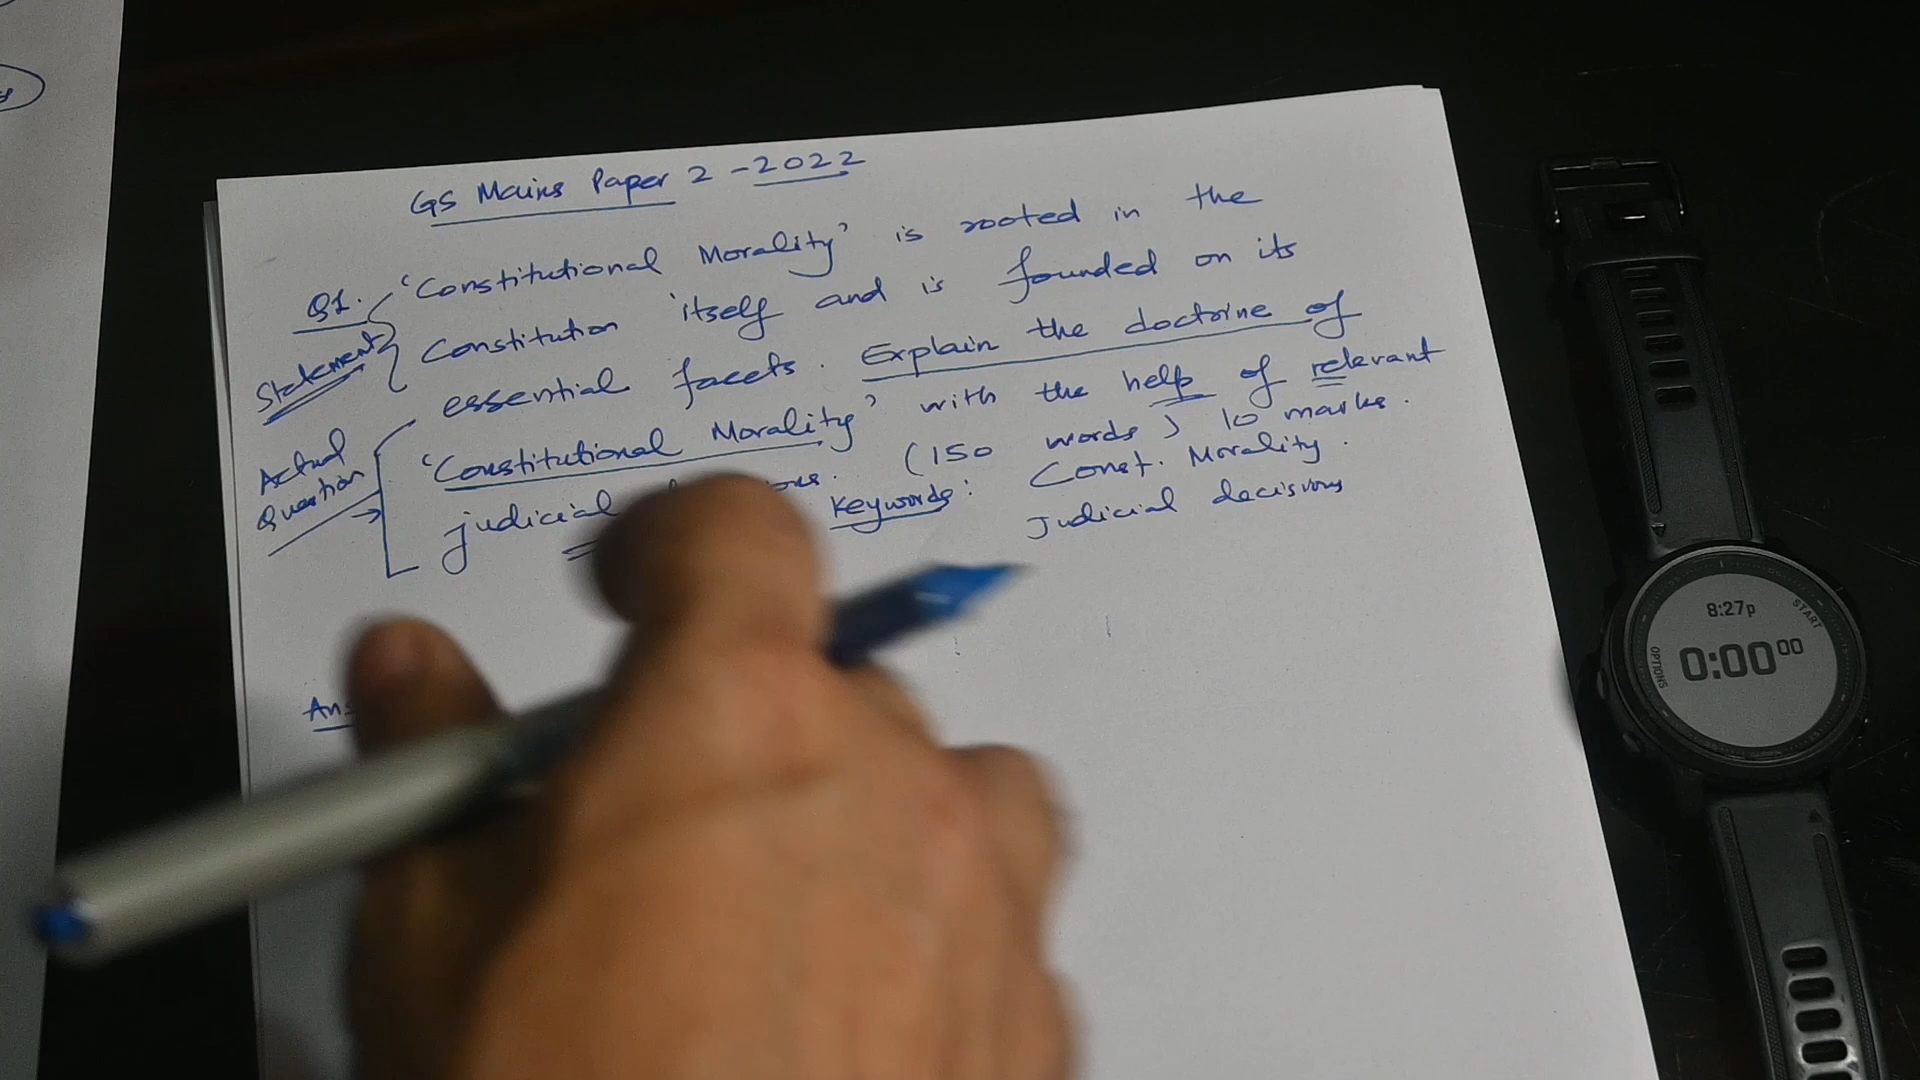 GS Mains Paper 2 - 2022
Q1. 'Constitutional Morality' is rooted in the
Constitution itself and is founded on its
essential facets. Explain the doctrine of
'Constitutional Morality' with the help of relevant
judicial (150 words) 10 marks.
Statement
Actual
Question
Keywords: Const. Morality.
Judicial decisions
Ans
8:27p
0:00 00
START
OPTIONS